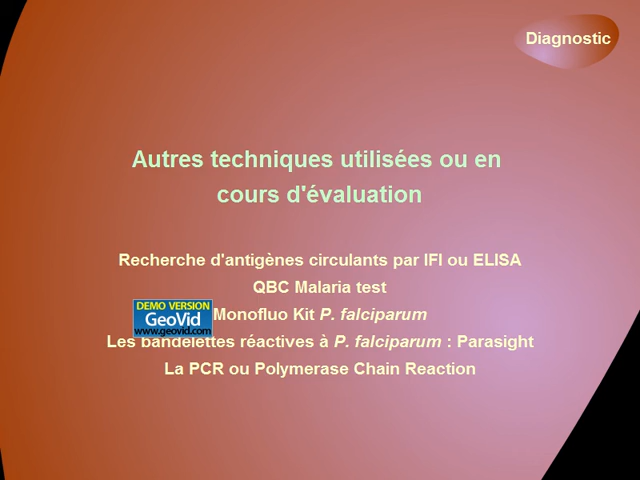 Diagnostic
Autres techniques utilisées ou en
cours d'évaluation
Recherche d'antigènes circulants par IFI ou ELISA
QBC Malaria test
DEMO VERSION
GeoVid
www.geovid.com
Monofluo Kit P. falciparum
Les bandelettes réactives à P. falciparum : Parasight
La PCR ou Polymerase Chain Reaction